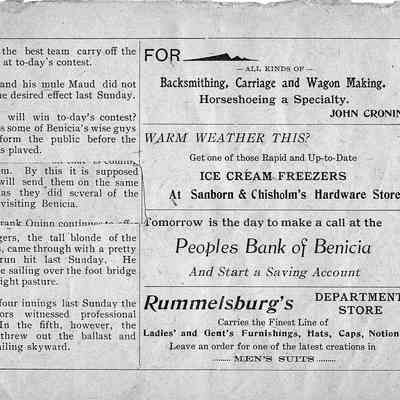 the best team carry off the
at to-day's contest.
and his mule Maud did not
e desired effect last Sunday.
will win to-day's contest?
s some of Benicia's wise guys
form the public before the
s played.
m. By this it is supposed
will send them on the same
as they did several of the
visiting Benicia.
rank Quinn continues to
gers, the tall blonde of the
, came through with a pretty
run hit last Sunday. He
e sailing over the foot bridge
ight pasture.
four innings last Sunday the
ors witnessed professional
In the fifth, however, the
threw out the ballast and
iling skyward.
FOR
—ALL KINDS OF—
Backsmithing, Carriage and Wagon Making.
Horseshoeing a Specialty.
JOHN CRONIN
WARM WEATHER THIS?
Get one of those Rapid and Up-to-Date
ICE CREAM FREEZERS
At Sanborn & Chisholm's Hardware Store
Tomorrow is the day to make a call at the
Peoples Bank of Benicia
And Start a Saving Account
Rummelsburg's DEPARTMENT
STORE
Carries the Finest Line of
Ladies' and Gent's Furnishings, Hats, Caps, Notion
Leave an order for one of the latest creations in
........ MEN'S SUITS ........